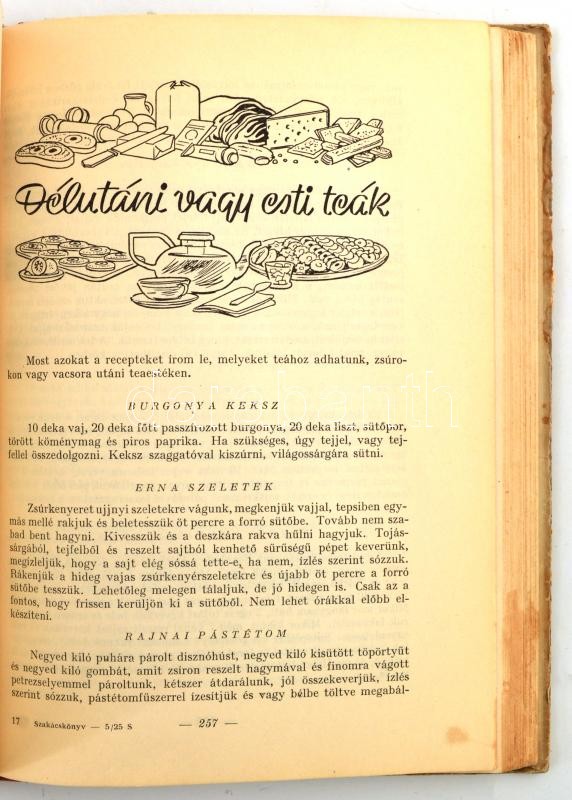 Délutáni vagy esti teák
Most azokat a recepteket írom le, melyeket teához adhatunk, zsúro-
kon vagy vacsora utáni teaestéken.
BURGONYA KEKSZ
10 deka vaj, 20 deka főtt passzírozott burgonya, 20 deka liszt, sütőpor,
törött köménymag és piros paprika. Ha szükséges, úgy tejjel, vagy tej-
fellel összedolgozni. Keksz szaggatóval kiszúrni, világossárgára sütni.
ERNA SZELETEK
Zsúrkenyeret ujjnyi szeletekre vágunk, megkenjük vajjal, tepsiben egy-
más mellé rakjuk és beletesszük öt percre a forró sütőbe. Tovább nem sza-
bad bent hagyni. Kivesszük és a deszkára rakva hűlni hagyjuk. Tojás-
sárgából, tejfelből és reszelt sajtból kenhető sűrűségű pépet keverünk,
megízleljük, hogy a sajt elég sóssá tette-e, ha nem, ízlés szerint sózzuk.
Rákenjük a hideg vajas zsúrkenyérszeletekre és újabb öt percre a forró
sütőbe tesszük. Lehetőleg melegen tálaljuk, de jó hidegen is. Csak az a
fontos, hogy frissen kerüljön ki a sütőből. Nem lehet órákkal előbb el-
készíteni.
RAJNAI PÁSTÉTOM
Negyed kiló puhára párolt disznóhúst, negyed kiló kisütött töpörtyűt
és negyed kiló gombát, amit zsíron reszelt hagymával és finomra vágott
petrezselyemmel pároltunk, kétszer átdarálunk, jól összekeverjük, ízlés
szerint sózzuk, pástétomfűszerrel ízesítjük és vagy bélbe töltve megabál-
17 Szakácskönyv — 5/25 S — 257 —